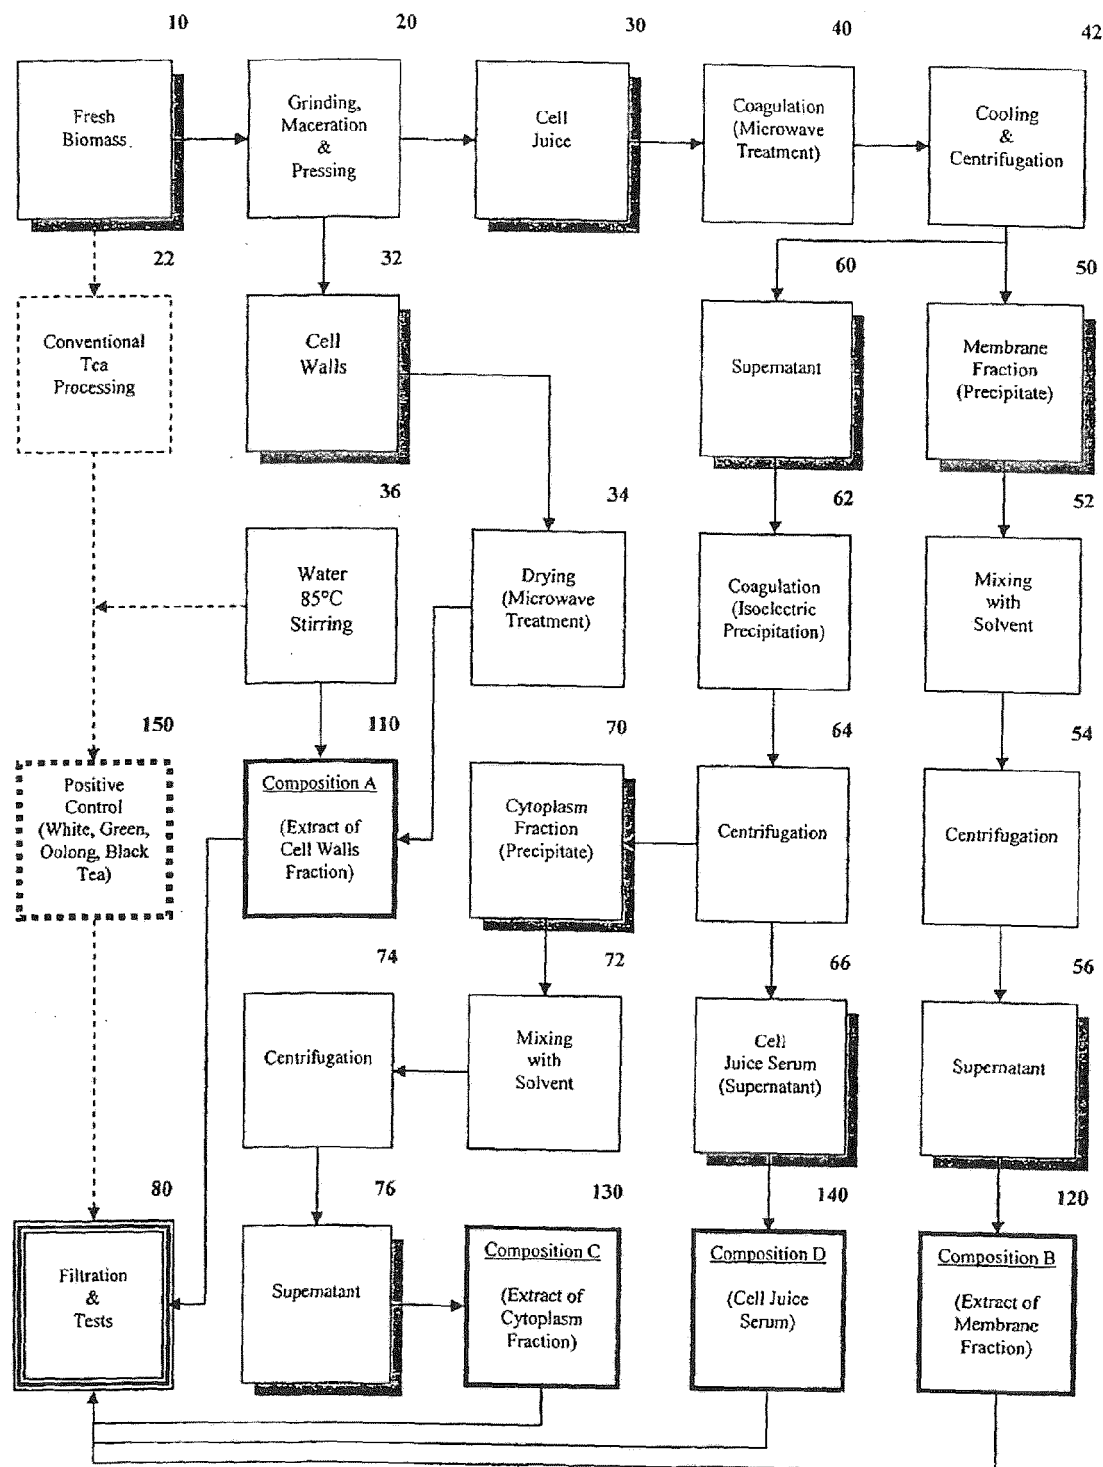 10
20
30
40
42
Fresh
Biomass
Grinding,
Maceration
&
Pressing
Cell
Juice
Coagulation
(Microwave
Treatment)
Cooling
&
Centrifugation
22
32
60
50
Conventional
Tea
Processing
Cell
Walls
Supernatant
Membrane
Fraction
(Precipitate)
36
34
62
52
Water
85°C
Stirring
Drying
(Microwave
Treatment)
Coagulation
(Isoelectric
Precipitation)
Mixing
with
Solvent
150
110
70
64
54
Positive
Control
(White, Green,
Oolong, Black
Tea)
Composition A
(Extract of
Cell Walls
Fraction)
Cytoplasm
Fraction
(Precipitate)
Centrifugation
Centrifugation
74
72
66
56
Centrifugation
Mixing
with
Solvent
Cell
Juice Serum
(Supernatant)
Supernatant
80
76
130
140
120
Filtration
&
Tests
Supernatant
Composition C
(Extract of
Cytoplasm
Fraction)
Composition D
(Cell Juice
Serum)
Composition B
(Extract of
Membrane
Fraction)